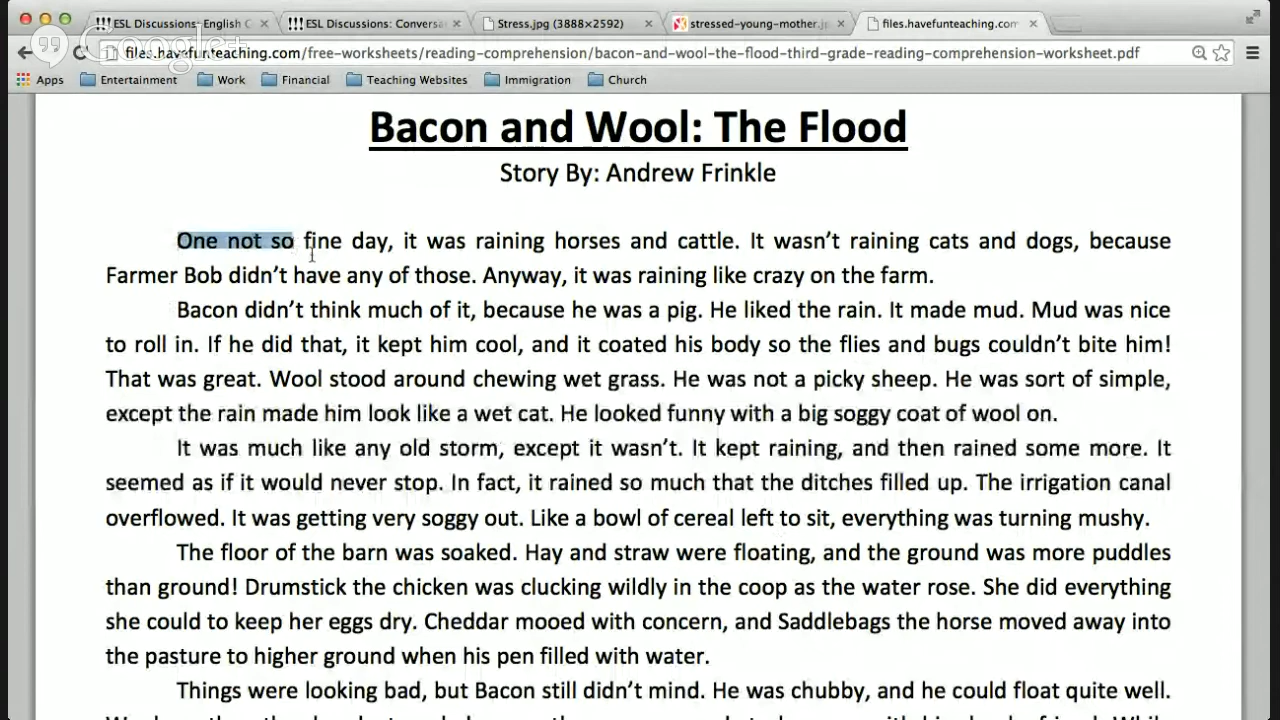 !!! ESL Discussions: English C
!!! ESL Discussions: Conversa
Stress.jpg (3888×2592)
stressed-young-mother.j
files.havefunteaching.com
Google+
files.havefunteaching.com/free-worksheets/reading-comprehension/bacon-and-wool-the-flood-third-grade-reading-comprehension-worksheet.pdf
Apps Entertainment Work Financial Teaching Websites Immigration Church
Bacon and Wool: The Flood
Story By: Andrew Frinkle
One not so fine day, it was raining horses and cattle. It wasn't raining cats and dogs, because
Farmer Bob didn't have any of those. Anyway, it was raining like crazy on the farm.
Bacon didn't think much of it, because he was a pig. He liked the rain. It made mud. Mud was nice
to roll in. If he did that, it kept him cool, and it coated his body so the flies and bugs couldn't bite him!
That was great. Wool stood around chewing wet grass. He was not a picky sheep. He was sort of simple,
except the rain made him look like a wet cat. He looked funny with a big soggy coat of wool on.
It was much like any old storm, except it wasn't. It kept raining, and then rained some more. It
seemed as if it would never stop. In fact, it rained so much that the ditches filled up. The irrigation canal
overflowed. It was getting very soggy out. Like a bowl of cereal left to sit, everything was turning mushy.
The floor of the barn was soaked. Hay and straw were floating, and the ground was more puddles
than ground! Drumstick the chicken was clucking wildly in the coop as the water rose. She did everything
she could to keep her eggs dry. Cheddar mooed with concern, and Saddlebags the horse moved away into
the pasture to higher ground when his pen filled with water.
Things were looking bad, but Bacon still didn't mind. He was chubby, and he could float quite well.